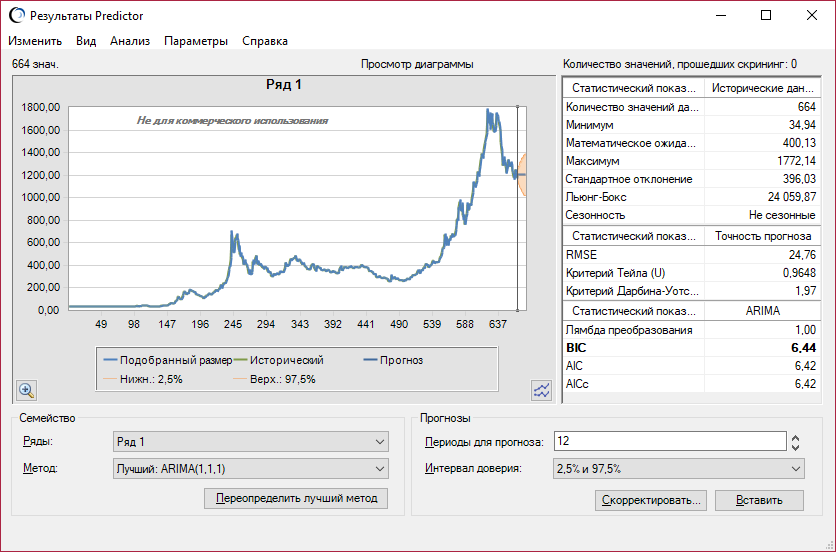 Результаты Predictor
Изменить Вид Анализ Параметры Справка
664 знач. Просмотр диаграммы Количество значений, прошедших скрининг: 0
Ряд 1
Не для коммерческого использования
1800,00
1600,00
1400,00
1200,00
1000,00
800,00
600,00
400,00
200,00
0,00
49 98 147 196 245 294 343 392 441 490 539 588 637
Подобранный размер Исторический Прогноз
Нижн.: 2,5% Верх.: 97,5%
Статистический показ... Исторические дан...
Количество значений да... 664
Минимум 34,94
Математическое ожида... 400,13
Максимум 1772,14
Стандартное отклонение 396,03
Льюнг-Бокс 24 059,87
Сезонность Не сезонные
Статистический показ... Точность прогноза
RMSE 24,76
Критерий Тейла (U) 0,9648
Критерий Дарбина-Уотс... 1,97
Статистический показ... ARIMA
Лямбда преобразования 1,00
BIC 6,44
AIC 6,42
AICc 6,42
Семейство
Ряды: Ряд 1
Метод: Лучший: ARIMA(1,1,1)
Переопределить лучший метод
Прогнозы
Периоды для прогноза: 12
Интервал доверия: 2,5% и 97,5%
Скорректировать... Вставить